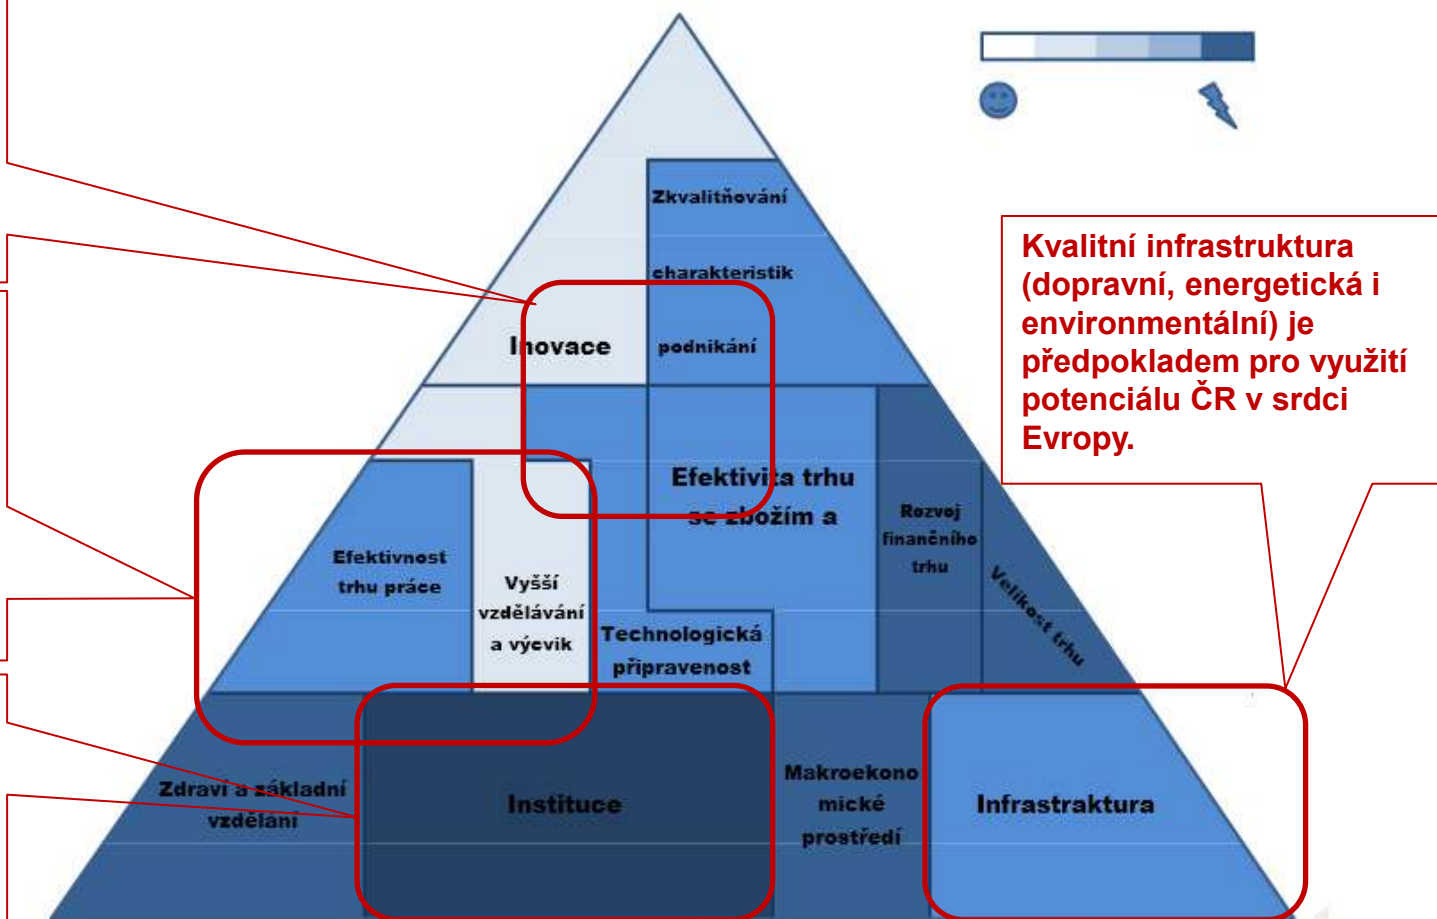 Zkvalitňování
charakteristik
podnikání
Inovace
Kvalitní infrastruktura
(dopravní, energetická i
environmentální) je
předpokladem pro využití
potenciálu ČR v srdci
Evropy.
Efektivita trhu
se zbožím a
Rozvoj
finančního
trhu
Velikost trhu
Efektivnost
trhu práce
Vyšší
vzdělávání
a výcvik
Technologická
připravenost
Zdraví a základní
vzdělání
Instituce
Makroekono
mické
prostředí
Infrastraktura